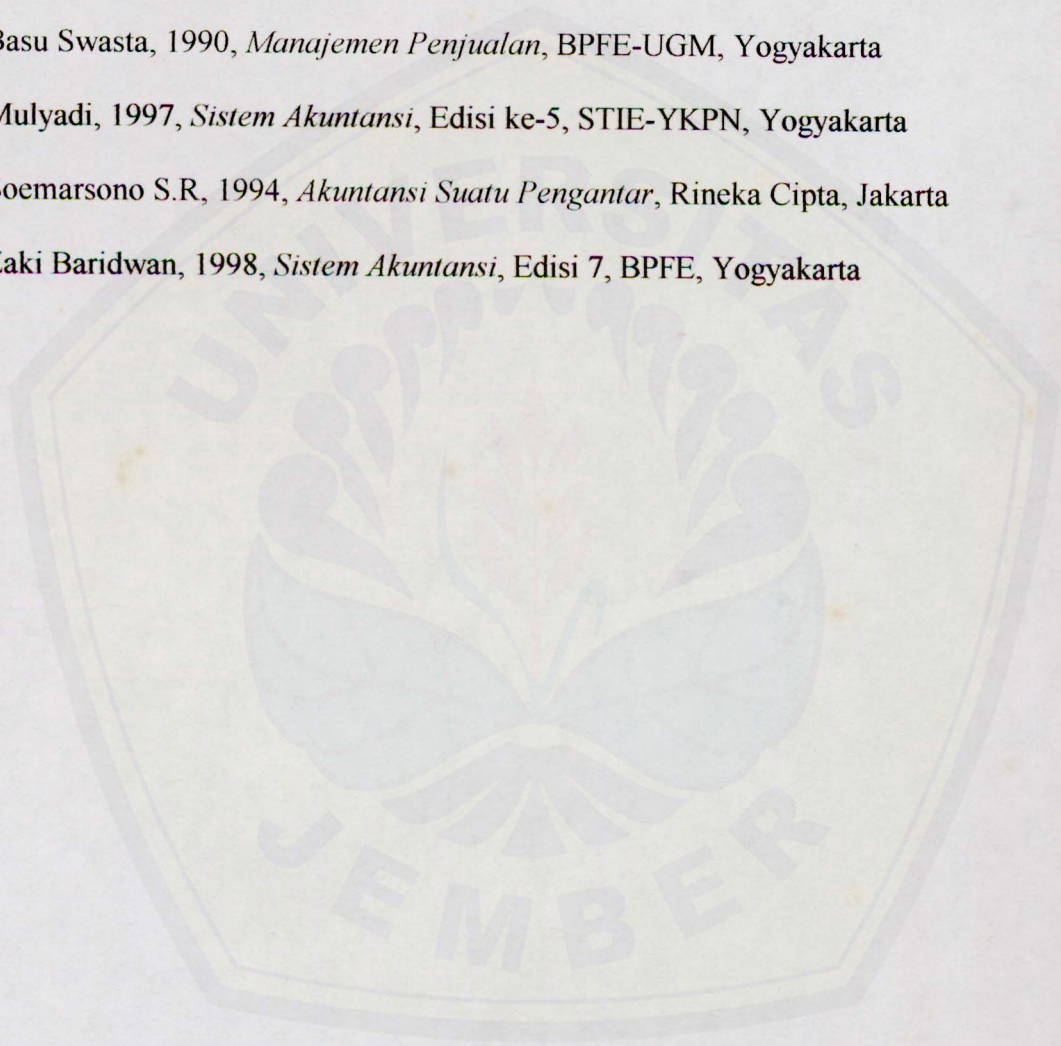 Basu Swasta, 1990, Manajemen Penjualan, BPFE-UGM, Yogyakarta
Mulyadi, 1997, Sistem Akuntansi, Edisi ke-5, STIE-YKPN, Yogyakarta
Soemarsono S.R, 1994, Akuntansi Suatu Pengantar, Rineka Cipta, Jakarta
Zaki Baridwan, 1998, Sistem Akuntansi, Edisi 7, BPFE, Yogyakarta
UNIVERSITAS
JEMBER